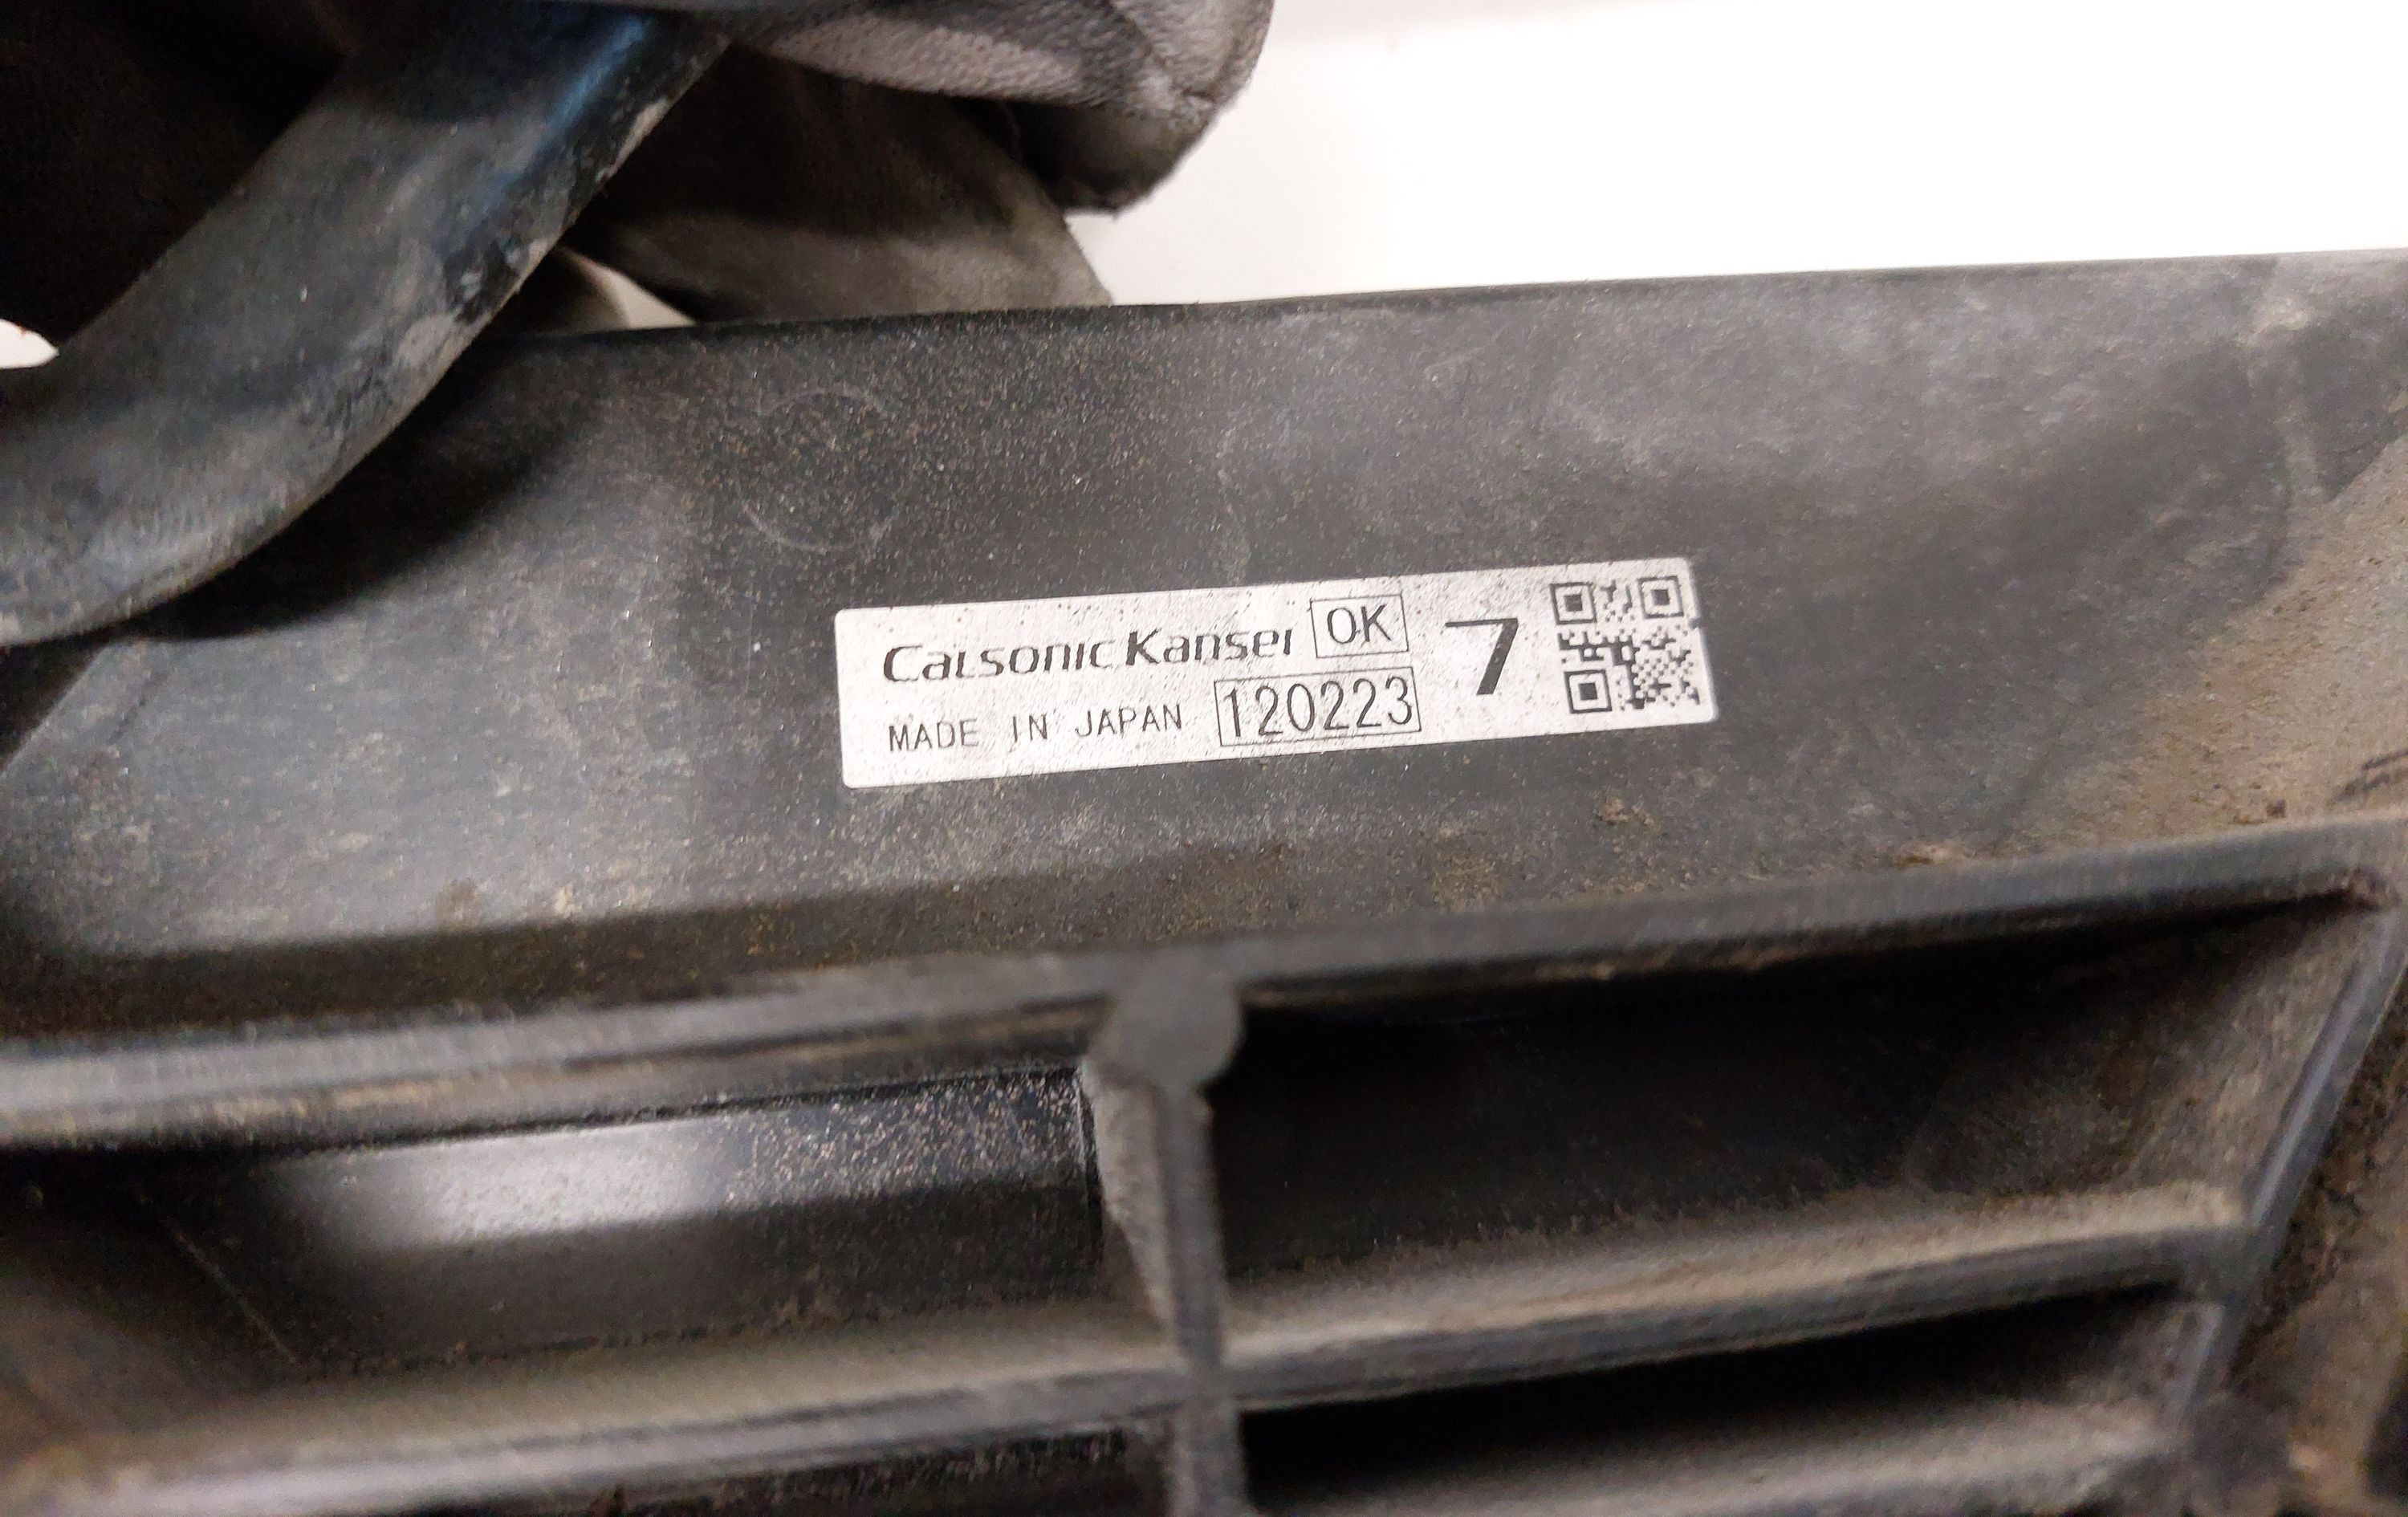 CalsonicKansei OK 7
MADE IN JAPAN 120223